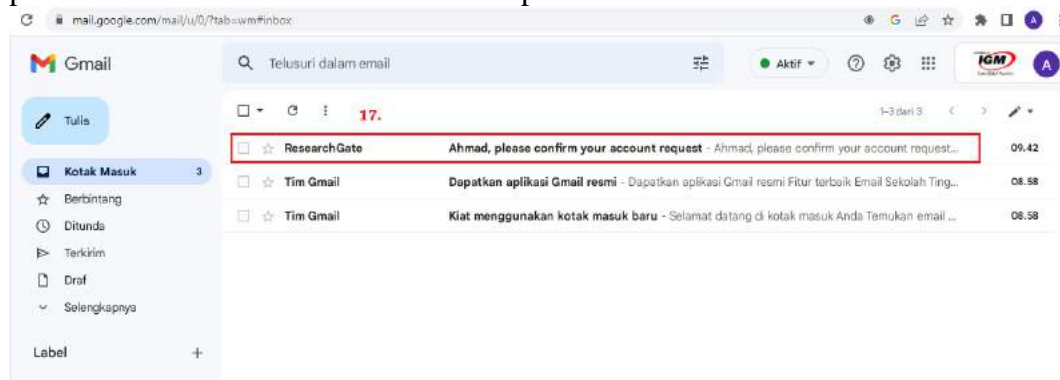 mail.google.com/mail/u/0/?tab=wm#inbox
Gmail
Telusuri dalam email
Aktif
IGM
A
Tulis
17.
1–3 dari 3
ResearchGate Ahmad, please confirm your account request - Ahmad, please confirm your account request... 09.42
Kotak Masuk 3
Tim Gmail Dapatkan aplikasi Gmail resmi - Dapatkan aplikasi Gmail resmi Fitur terbaik Email Sekolah Ting... 08.58
Berbintang
Tim Gmail Kiat menggunakan kotak masuk baru - Selamat datang di kotak masuk Anda Temukan email ... 08.58
Ditunda
Terkirim
Draf
Selengkapnya
Label